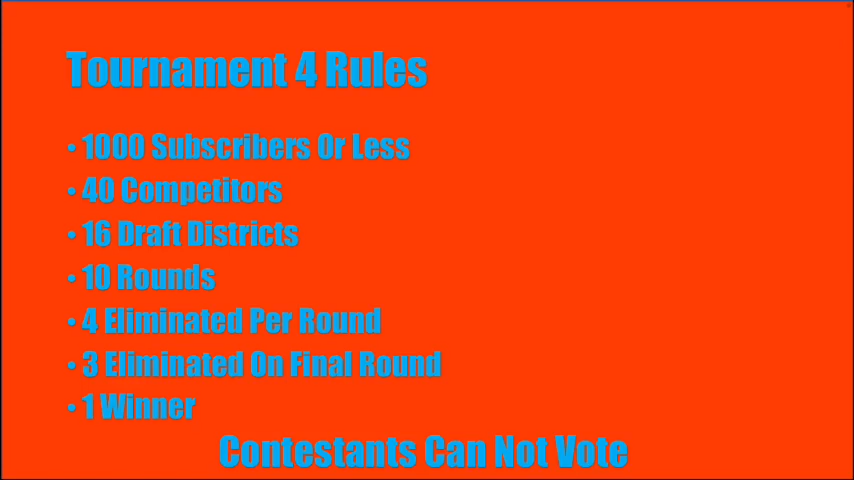 Tournament 4 Rules
• 1000 Subscribers Or Less
• 40 Competitors
• 16 Draft Districts
• 10 Rounds
• 4 Eliminated Per Round
• 3 Eliminated On Final Round
• 1 Winner
Contestants Can Not Vote